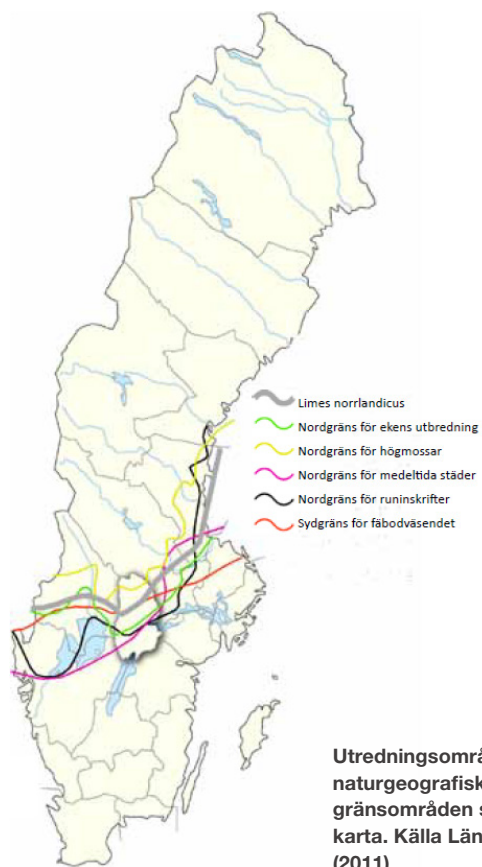 Limes norrlandicus
Nordgräns för ekens utbredning
Nordgräns för högmossar
Nordgräns för medeltida städer
Nordgräns för runinskrifter
Sydgräns för fäbodväsendet
Utredningsområ
naturgeografisk
gränsområden s
karta. Källa Län
(2011)